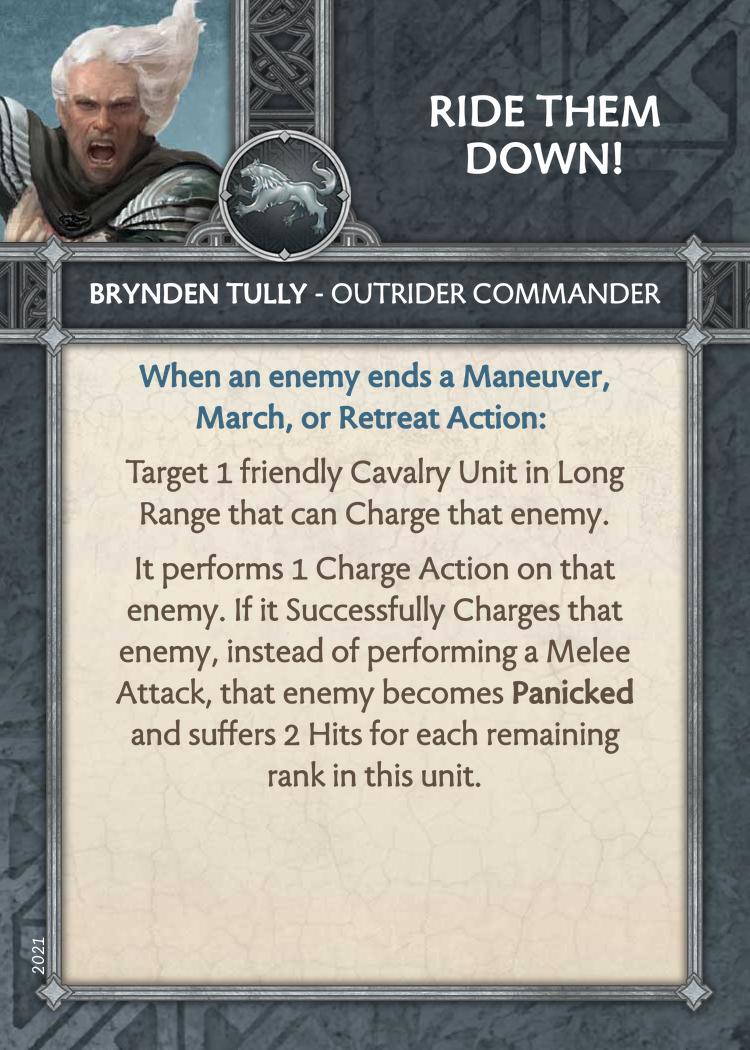 RIDE THEM
DOWN!
BRYNDEN TULLY - OUTRIDER COMMANDER
When an enemy ends a Maneuver,
March, or Retreat Action:
Target 1 friendly Cavalry Unit in Long
Range that can Charge that enemy.
It performs 1 Charge Action on that
enemy. If it Successfully Charges that
enemy, instead of performing a Melee
Attack, that enemy becomes Panicked
and suffers 2 Hits for each remaining
rank in this unit.
2021